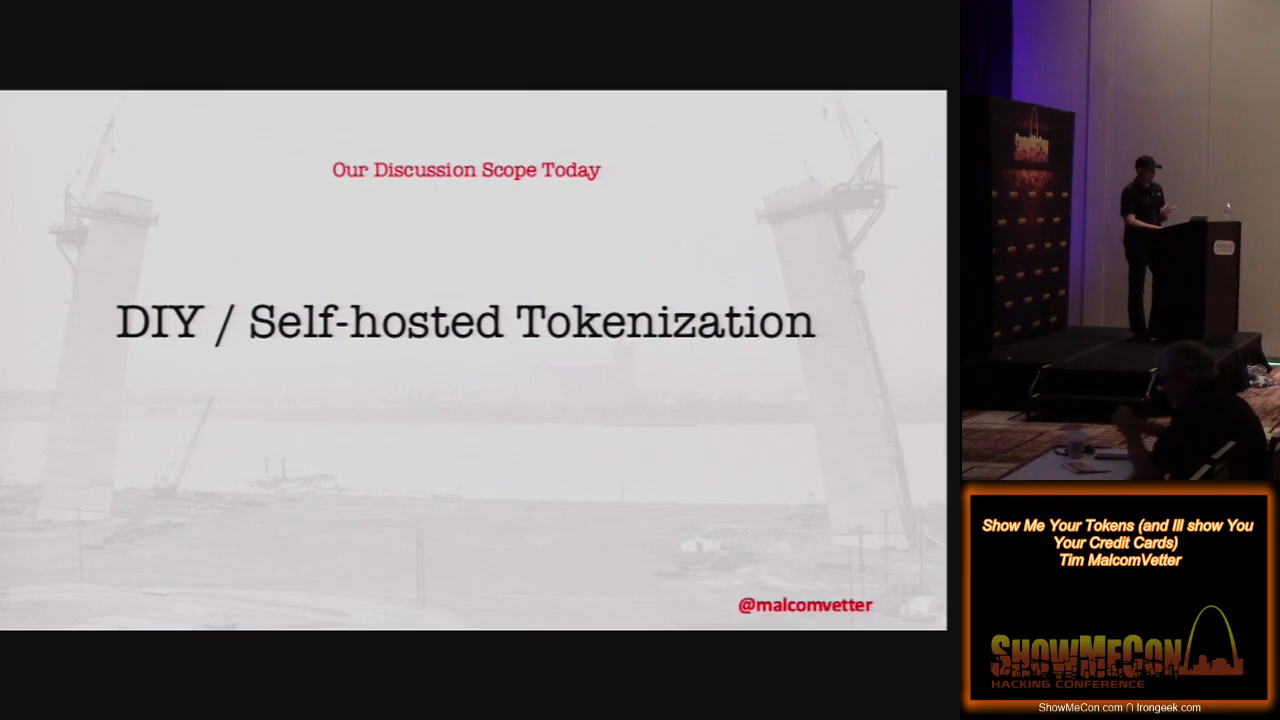 Our Discussion Scope Today
DIY / Self-hosted Tokenization
@malcomvetter
SHOWMECON
Show Me Your Tokens (and Ill show You
Your Credit Cards)
Tim MalcomVetter
SHOWMECON
HACKING CONFERENCE
ShowMeCon.com ∩ Irongeek.com